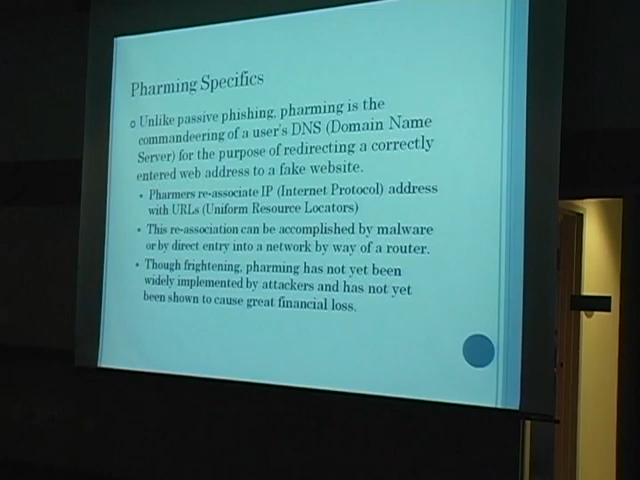 Pharming Specifics
Unlike passive phishing, pharming is the
commandeering of a user's DNS (Domain Name
Server) for the purpose of redirecting a correctly
entered web address to a fake website.
Pharmers re-associate IP (Internet Protocol) address
with URLs (Uniform Resource Locators)
This re-association can be accomplished by malware
or by direct entry into a network by way of a router.
Though frightening, pharming has not yet been
widely implemented by attackers and has not yet
been shown to cause great financial loss.